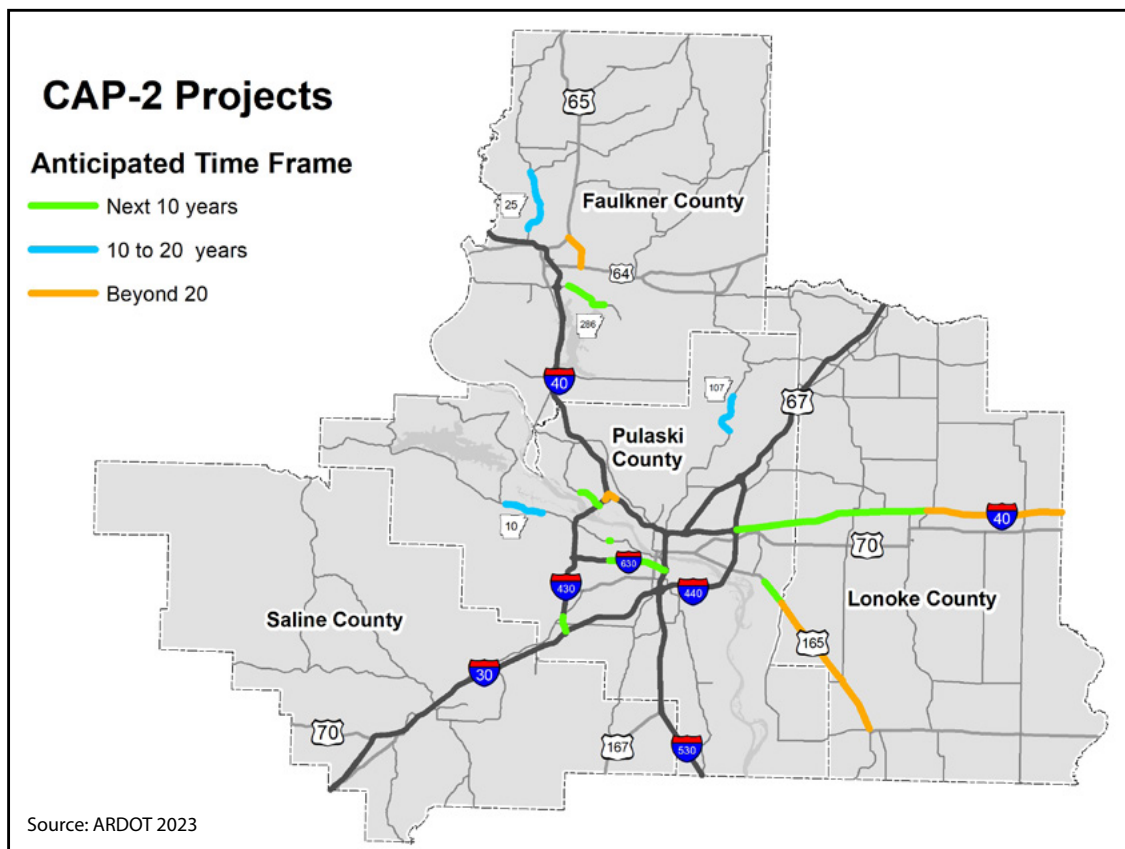 CAP-2 Projects
Anticipated Time Frame
Next 10 years
10 to 20 years
Beyond 20
65
25
Faulkner County
64
286
40
107
67
Pulaski
County
10
40
70
630
430
440
Lonoke County
Saline County
165
30
70
167
530
Source: ARDOT 2023